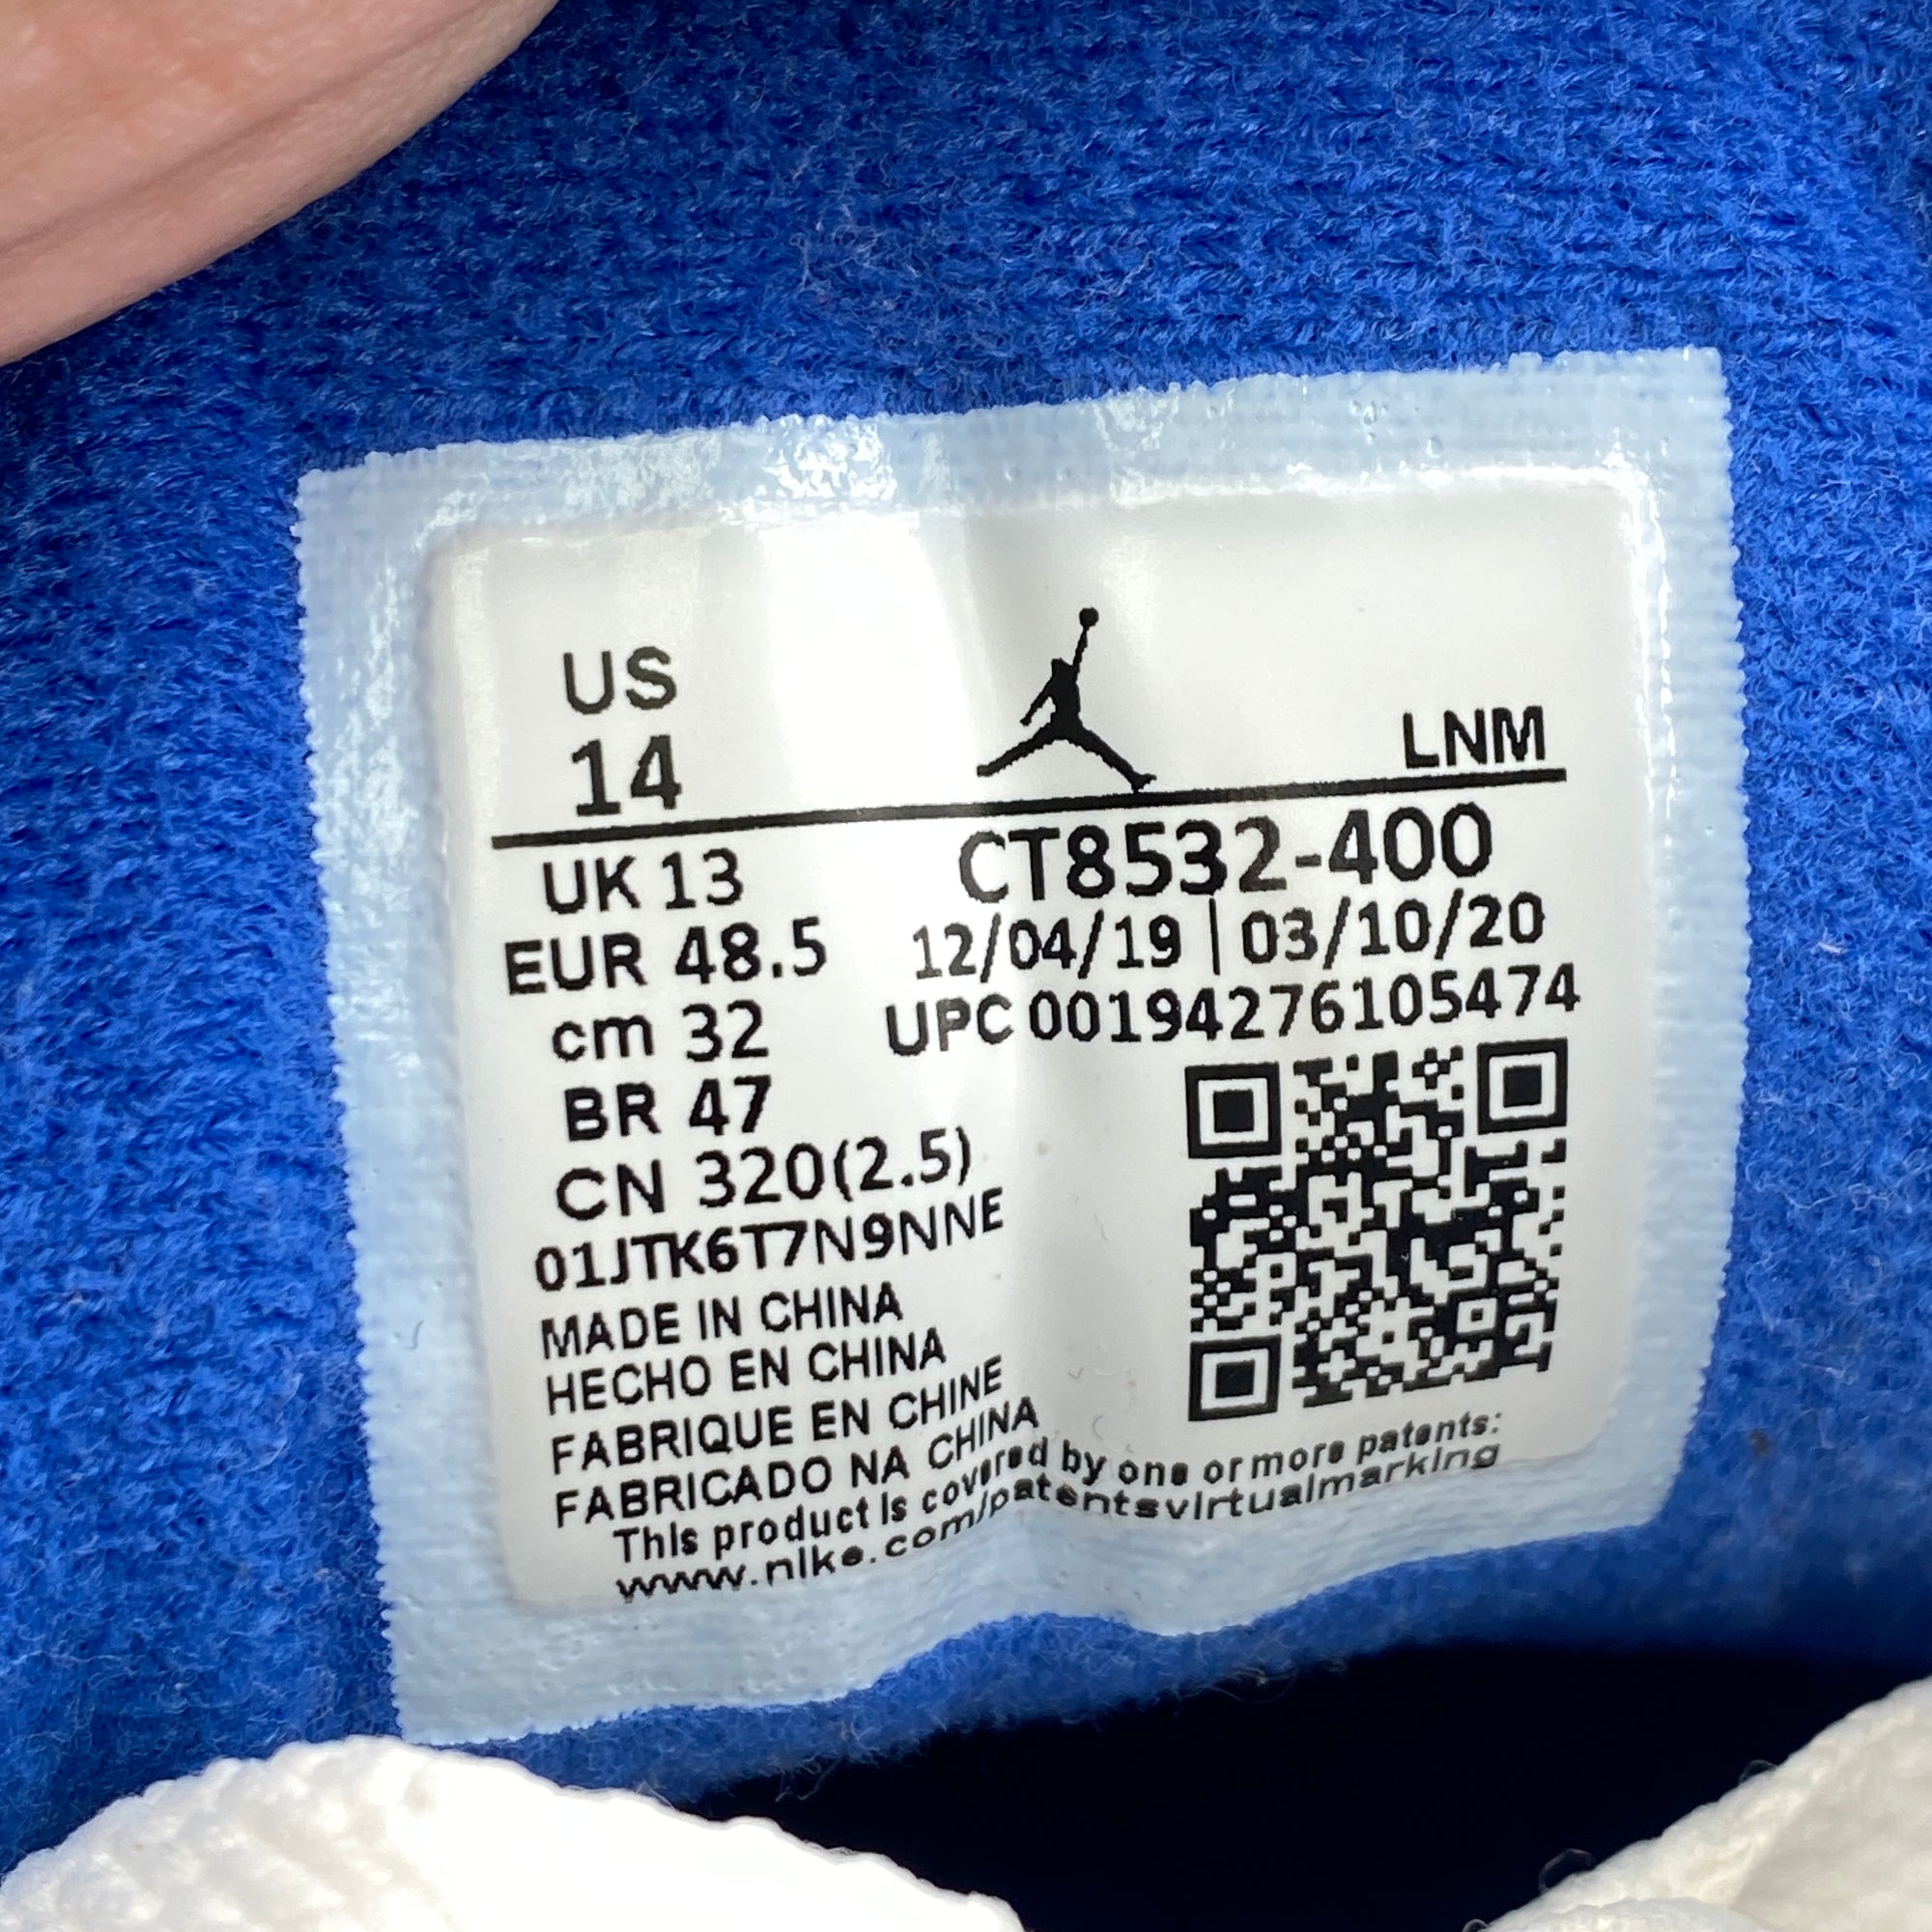 US
14
LNM
UK 13
EUR 48.5
cm 32
BR 47
CN 320(2.5)
01JTK6T7N9NNE
CT8532-400
12/04/19 | 03/10/20
UPC 00194276105474
MADE IN CHINA
HECHO EN CHINA
FABRIQUE EN CHINE
FABRICADO NA CHINA
This product is covered by one or more patents:
www.nike.com/patentsvirtualmarking